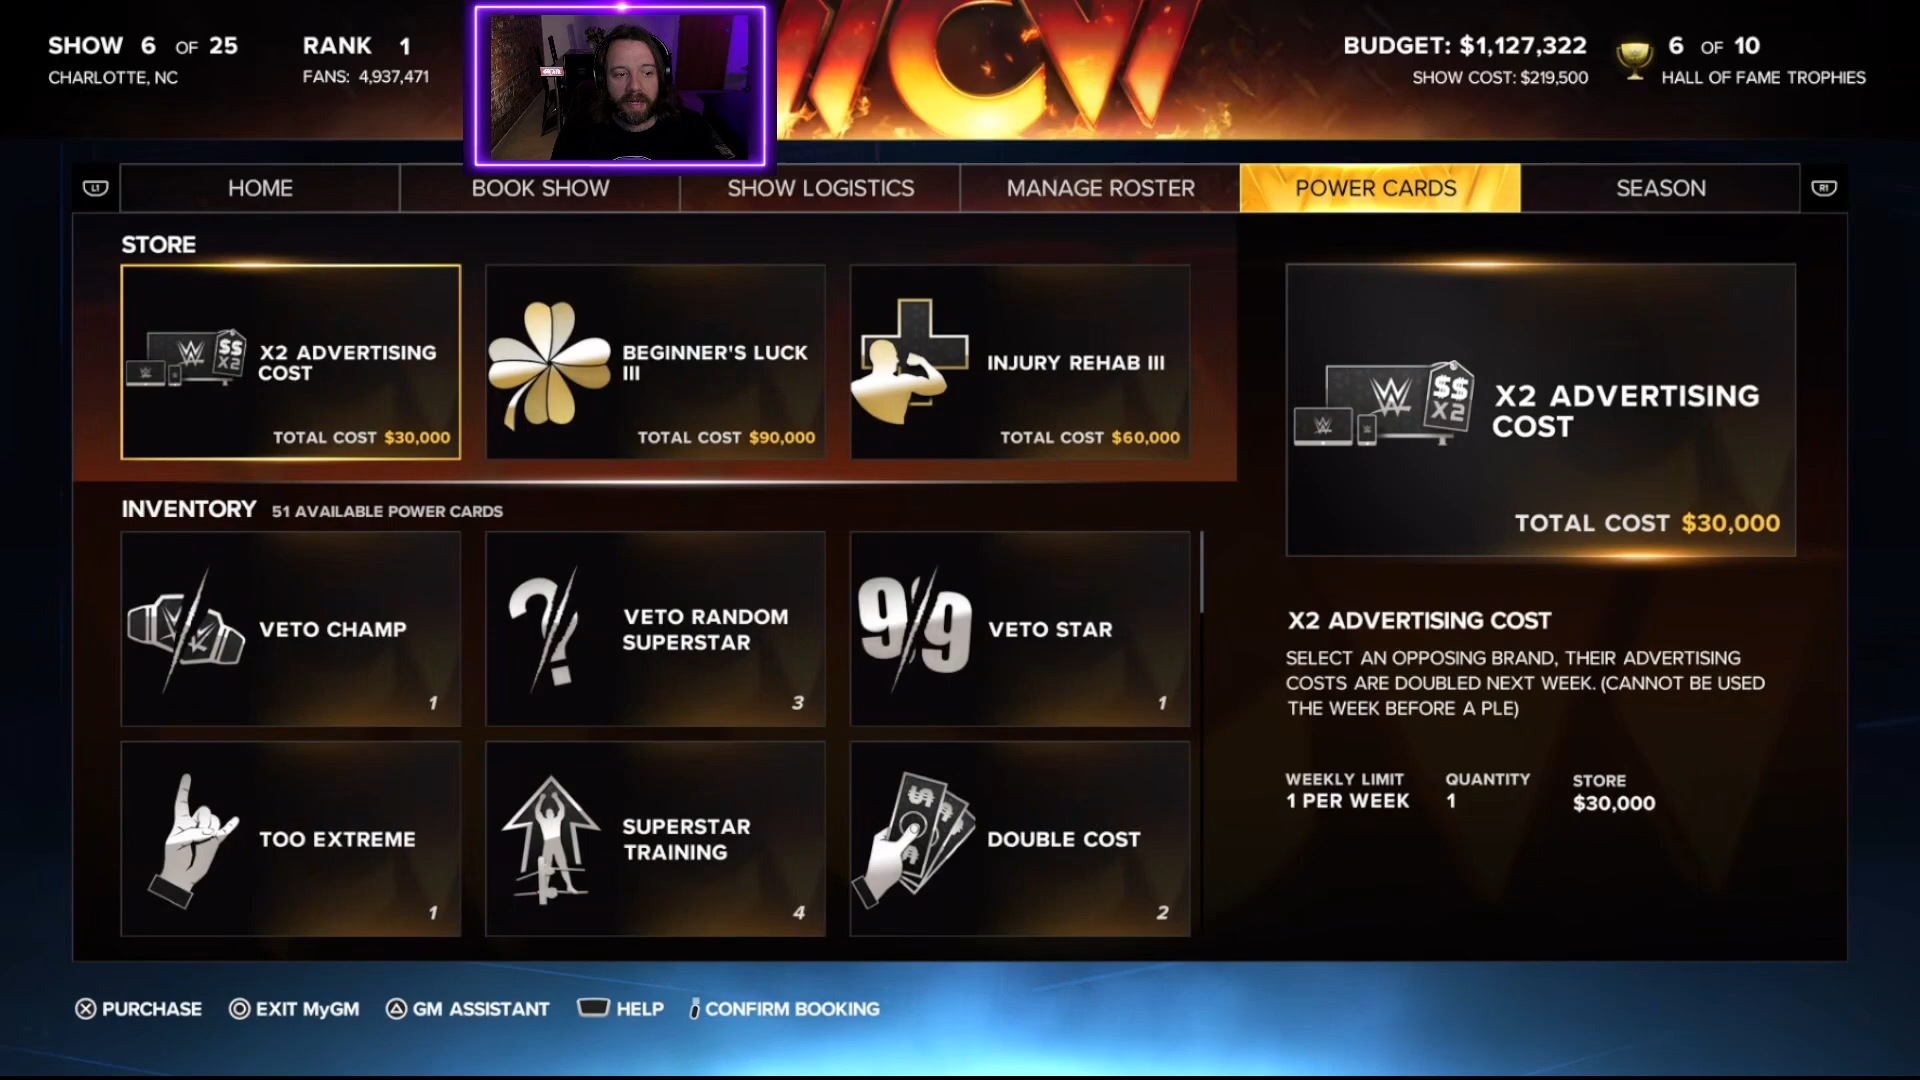 SHOW 6 OF 25
CHARLOTTE, NC
RANK 1
FANS: 4,937,471
WCW
BUDGET: $1,127,322
SHOW COST: $219,500
6 OF 10
HALL OF FAME TROPHIES
L1
HOME
BOOK SHOW
SHOW LOGISTICS
MANAGE ROSTER
POWER CARDS
SEASON
R1
STORE
$$
X2
X2 ADVERTISING
COST
TOTAL COST $30,000
BEGINNER'S LUCK
III
TOTAL COST $90,000
INJURY REHAB III
TOTAL COST $60,000
INVENTORY 51 AVAILABLE POWER CARDS
VETO CHAMP
1
VETO RANDOM
SUPERSTAR
3
99
VETO STAR
1
TOO EXTREME
1
SUPERSTAR
TRAINING
4
DOUBLE COST
2
$$
X2
X2 ADVERTISING
COST
TOTAL COST $30,000
X2 ADVERTISING COST
SELECT AN OPPOSING BRAND, THEIR ADVERTISING
COSTS ARE DOUBLED NEXT WEEK. (CANNOT BE USED
THE WEEK BEFORE A PLE)
WEEKLY LIMIT
1 PER WEEK
QUANTITY
1
STORE
$30,000
PURCHASE
EXIT MyGM
GM ASSISTANT
HELP
CONFIRM BOOKING